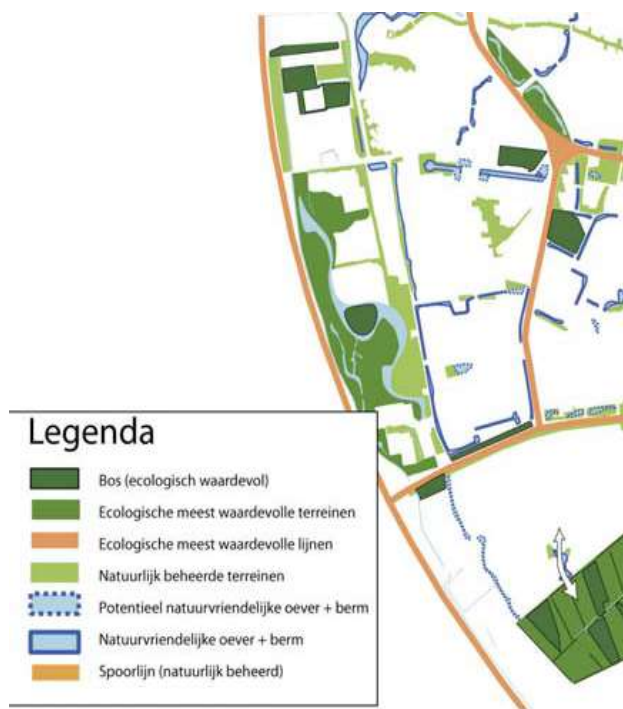 Legenda
Bos (ecologisch waardevol)
Ecologische meest waardevolle terreinen
Ecologische meest waardevolle lijnen
Natuurlijk beheerde terreinen
Potentieel natuurvriendelijke oever + berm
Natuurvriendelijke oever + berm
Spoorlijn (natuurlijk beheerd)